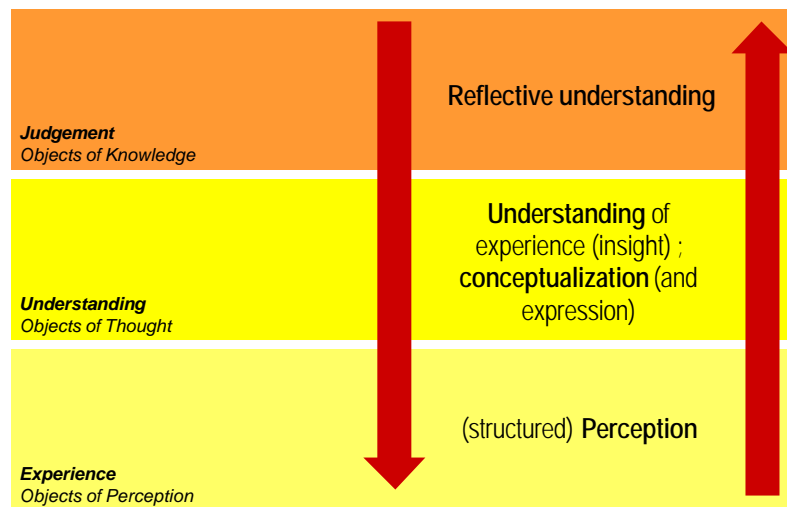 Reflective understanding
Judgement
Objects of Knowledge
Understanding of
experience (insight) ;
conceptualization (and
expression)
Understanding
Objects of Thought
(structured) Perception
Experience
Objects of Perception